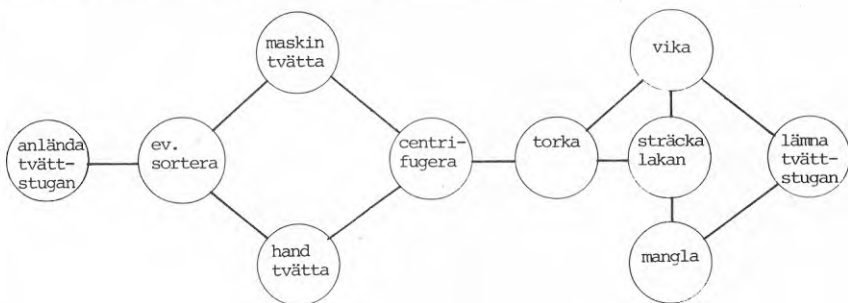 anlända
tvätt-
stugan
ev.
sortera
maskin
tvätta
hand
tvätta
centri-
fugera
torka
vika
sträcka
lakan
mangla
lämna
tvätt-
stugan